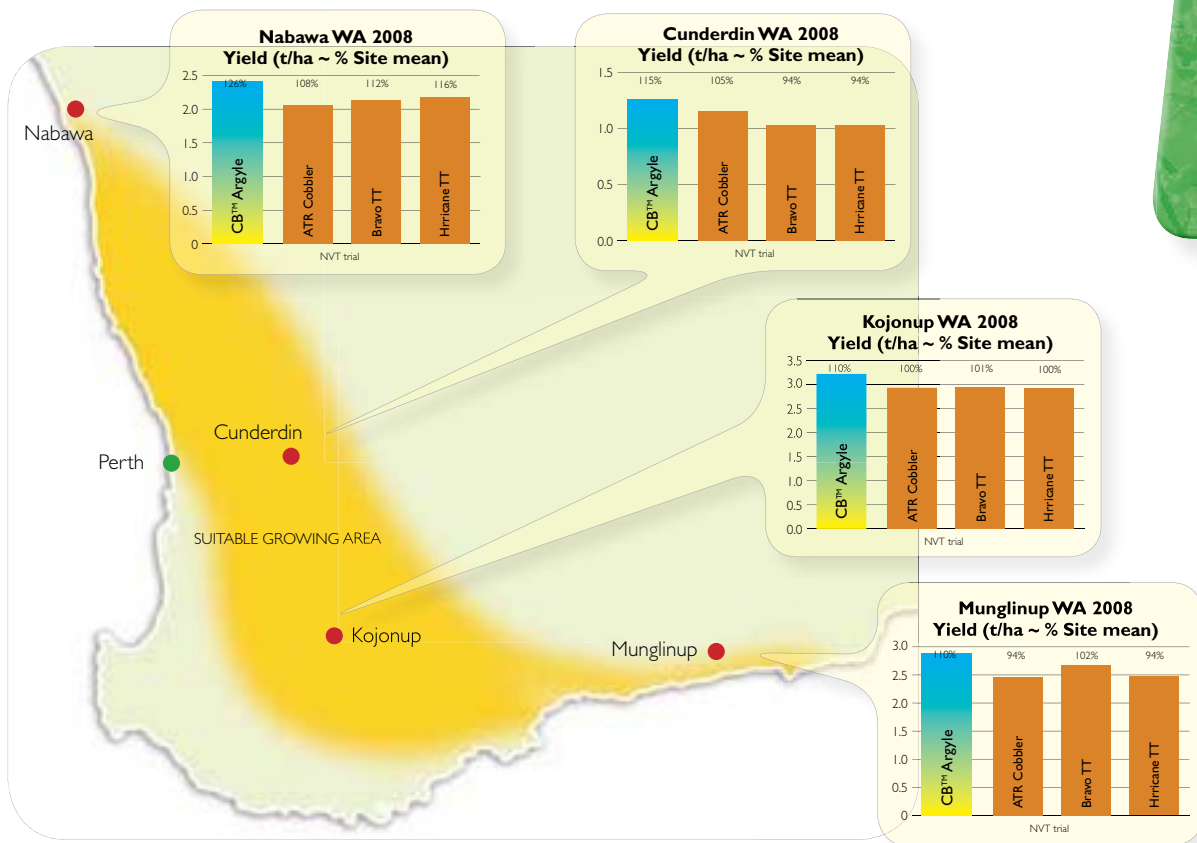 Nabawa WA 2008
Yield (t/ha ~ % Site mean)
2.5
2.0
1.5
1.0
0.5
0
126%
108%
112%
116%
CB™ Argyle
ATR Cobbler
Bravo TT
Hrricane TT
NVT trial
Cunderdin WA 2008
Yield (t/ha ~ % Site mean)
1.5
1.0
0.5
0.0
115%
105%
94%
94%
CB™ Argyle
ATR Cobbler
Bravo TT
Hrricane TT
NVT trial
Kojonup WA 2008
Yield (t/ha ~ % Site mean)
3.5
3.0
2.5
2.0
1.5
1.0
0.5
0.0
110%
100%
101%
100%
CB™ Argyle
ATR Cobbler
Bravo TT
Hrricane TT
NVT trial
Munglinup WA 2008
Yield (t/ha ~ % Site mean)
3.0
2.5
2.0
1.5
1.0
0.5
0
110%
94%
102%
94%
CB™ Argyle
ATR Cobbler
Bravo TT
Hrricane TT
NVT trial
Nabawa
Cunderdin
Perth
SUITABLE GROWING AREA
Kojonup
Munglinup